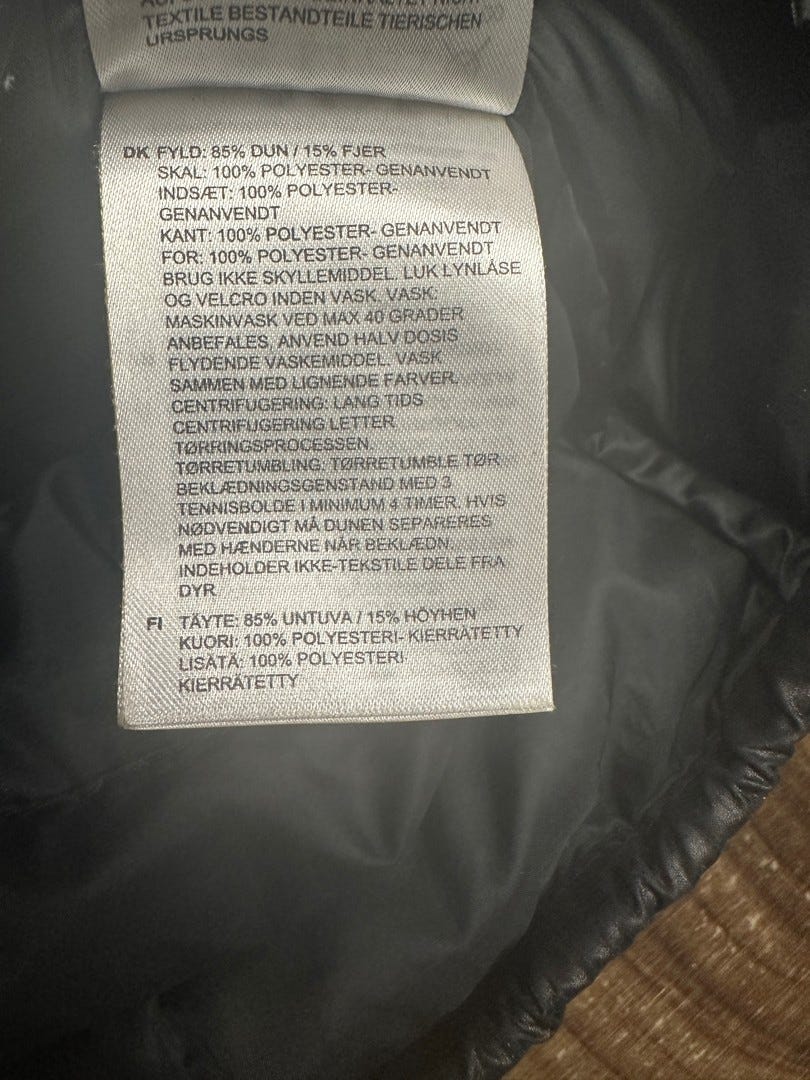 TEXTILE BESTANDTEILE TIERISCHEN
URSPRUNGS
DK FYLD: 85% DUN / 15% FJER
SKAL: 100% POLYESTER- GENANVENDT
INDSÆT: 100% POLYESTER-
GENANVENDT
KANT: 100% POLYESTER- GENANVENDT
FOR: 100% POLYESTER- GENANVENDT
BRUG IKKE SKYLLEMIDDEL. LUK LYNLÅSE
OG VELCRO INDEN VASK. VASK:
MASKINVASK VED MAX 40 GRADER
ANBEFALES, ANVEND HALV DOSIS
FLYDENDE VASKEMIDDEL. VASK
SAMMEN MED LIGNENDE FARVER.
CENTRIFUGERING: LANG TIDS
CENTRIFUGERING LETTER
TØRRINGSPROCESSEN.
TØRRETUMBLING: TØRRETUMBLE TØR
BEKLÆDNINGSGENSTAND MED 3
TENNISBOLDE I MINIMUM 4 TIMER. HVIS
NØDVENDIGT MÅ DUNEN SEPARERES
MED HÆNDERNE NÅR BEKLÆDN.
INDEHOLDER IKKE-TEKSTILE DELE FRA
DYR
FI TÄYTE: 85% UNTUVA / 15% HÖYHEN
KUORI: 100% POLYESTERI- KIERRÄTETTY
LISÄTÄ: 100% POLYESTERI-
KIERRÄTETTY